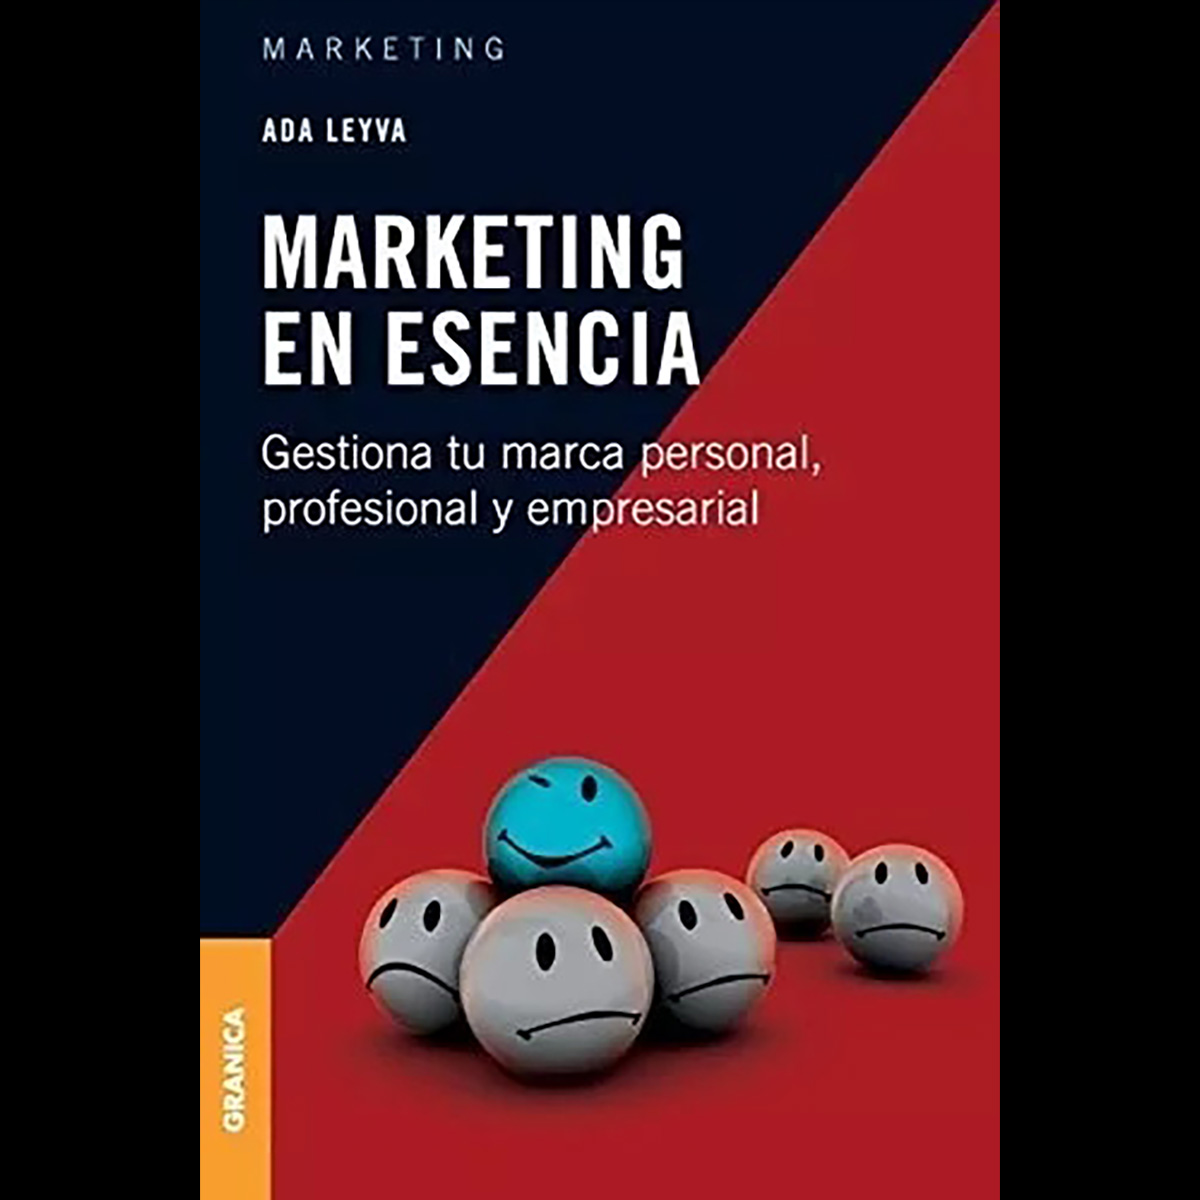 MARKETING
ADA LEYVA
MARKETING
EN ESENCIA
Gestiona tu marca personal,
profesional y empresarial
GRANICA